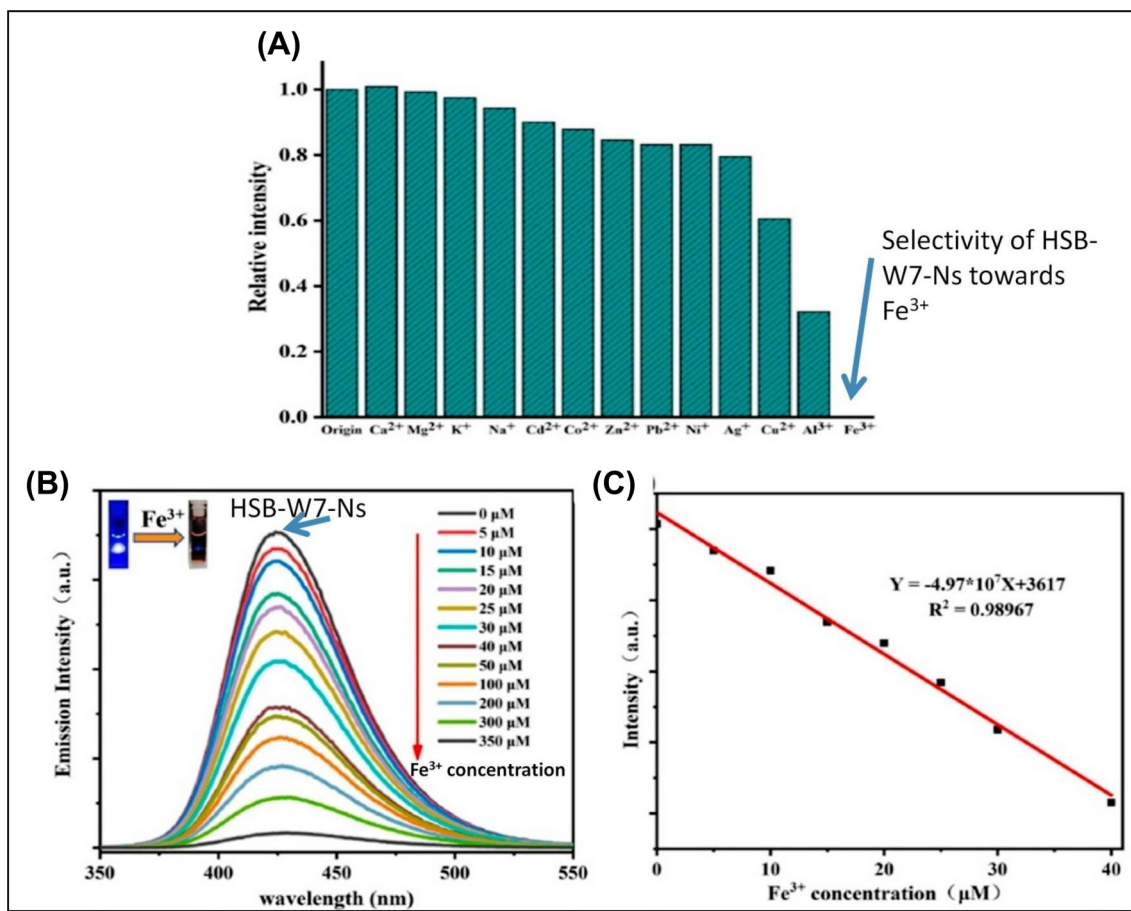 (A)
Relative intensity
1.0
0.8
0.6
0.4
0.2
0.0
Origin Ca²⁺ Mg²⁺ K⁺ Na⁺ Cd²⁺ Co²⁺ Zn²⁺ Pb²⁺ Ni⁺ Ag⁺ Cu²⁺ Al³⁺ Fe³⁺
Selectivity of HSB-
W7-Ns towards
Fe³⁺
(B)
Fe³⁺
HSB-W7-Ns
0 μM
5 μM
10 μM
15 μM
20 μM
25 μM
30 μM
40 μM
50 μM
100 μM
200 μM
300 μM
350 μM
Fe³⁺ concentration
Emission Intensity (a.u.)
350 400 450 500 550
wavelength (nm)
(C)
Y = -4.97*10⁷X+3617
R² = 0.98967
Intensity (a.u.)
0 10 20 30 40
Fe³⁺ concentration (μM)